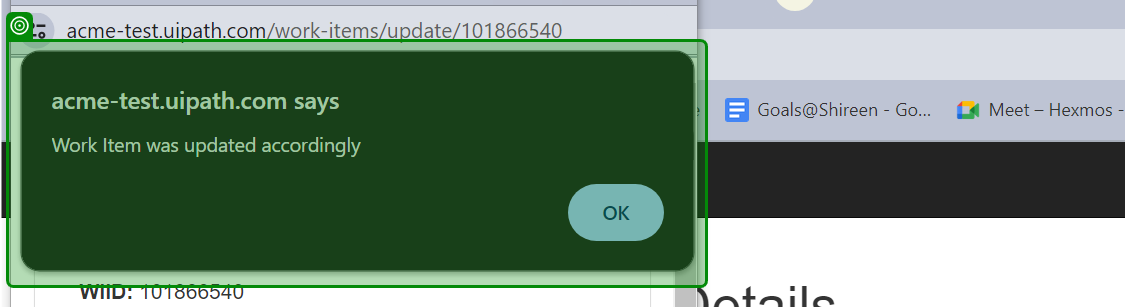 acme-test.uipath.com/work-items/update/101866540
acme-test.uipath.com says
Work Item was updated accordingly
OK
Goals@Shireen - Go...
Meet – Hexmos -
WIID: 101866540
Details